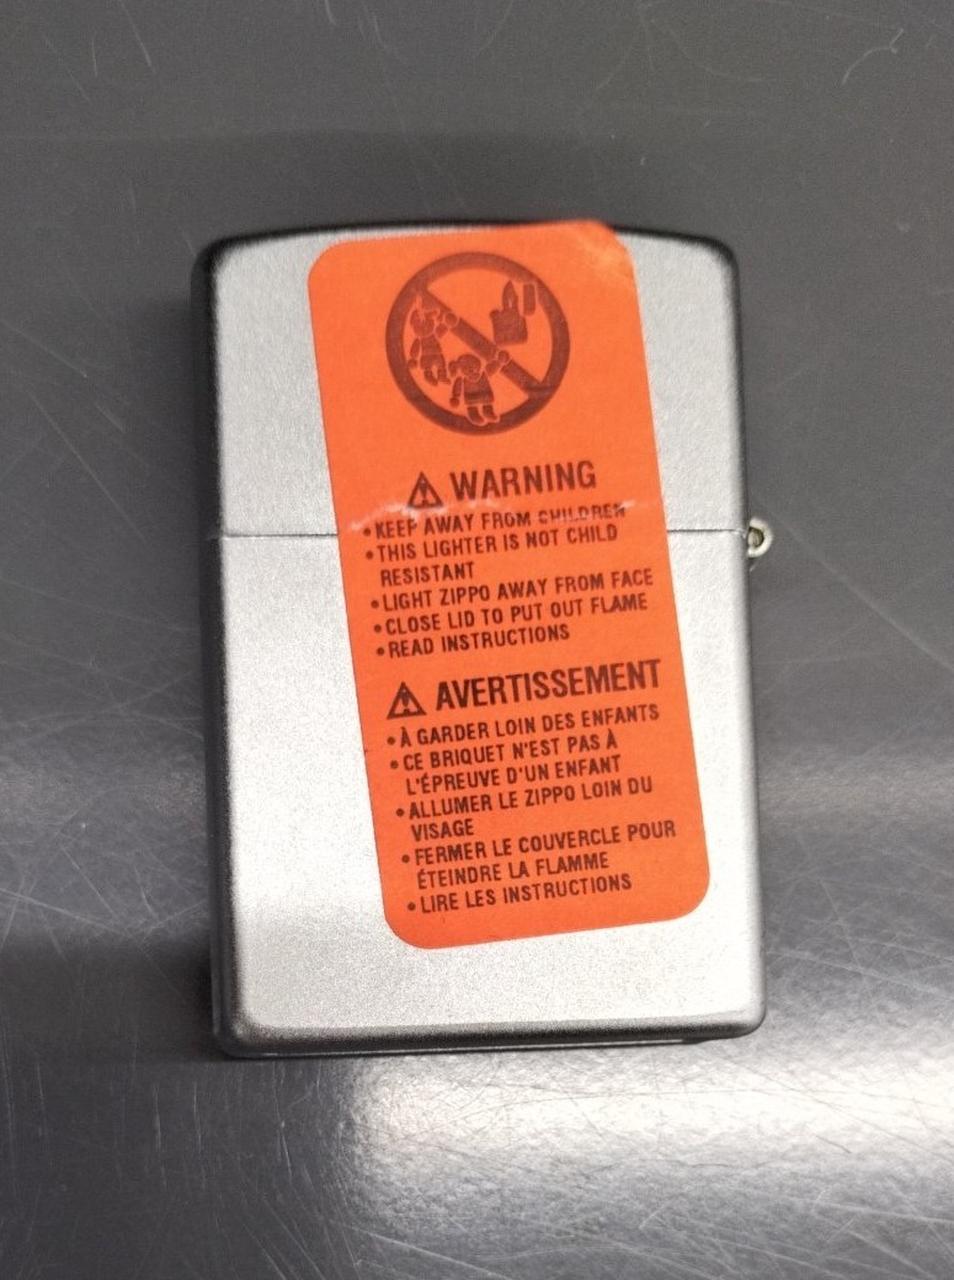 WARNING
•KEEP AWAY FROM CHILDREN
•THIS LIGHTER IS NOT CHILD
RESISTANT
•LIGHT ZIPPO AWAY FROM FACE
•CLOSE LID TO PUT OUT FLAME
•READ INSTRUCTIONS
AVERTISSEMENT
•À GARDER LOIN DES ENFANTS
•CE BRIQUET N'EST PAS À
L'ÉPREUVE D'UN ENFANT
•ALLUMER LE ZIPPO LOIN DU
VISAGE
•FERMER LE COUVERCLE POUR
ÉTEINDRE LA FLAMME
•LIRE LES INSTRUCTIONS